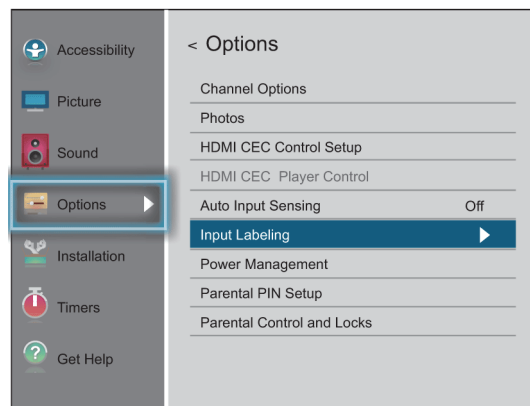 Accessibility
Picture
Sound
Options
Installation
Timers
Get Help
< Options
Channel Options
Photos
HDMI CEC Control Setup
HDMI CEC Player Control
Auto Input Sensing Off
Input Labeling
Power Management
Parental PIN Setup
Parental Control and Locks